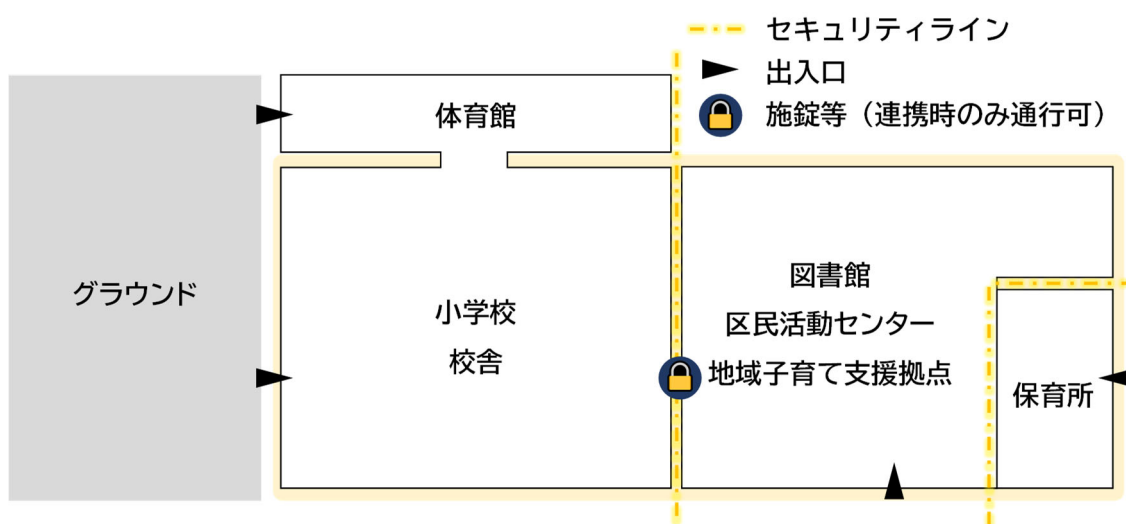 セキュリティライン
出入口
施錠等（連携時のみ通行可）
体育館
グラウンド
小学校
校舎
図書館
区民活動センター
地域子育て支援拠点
保育所